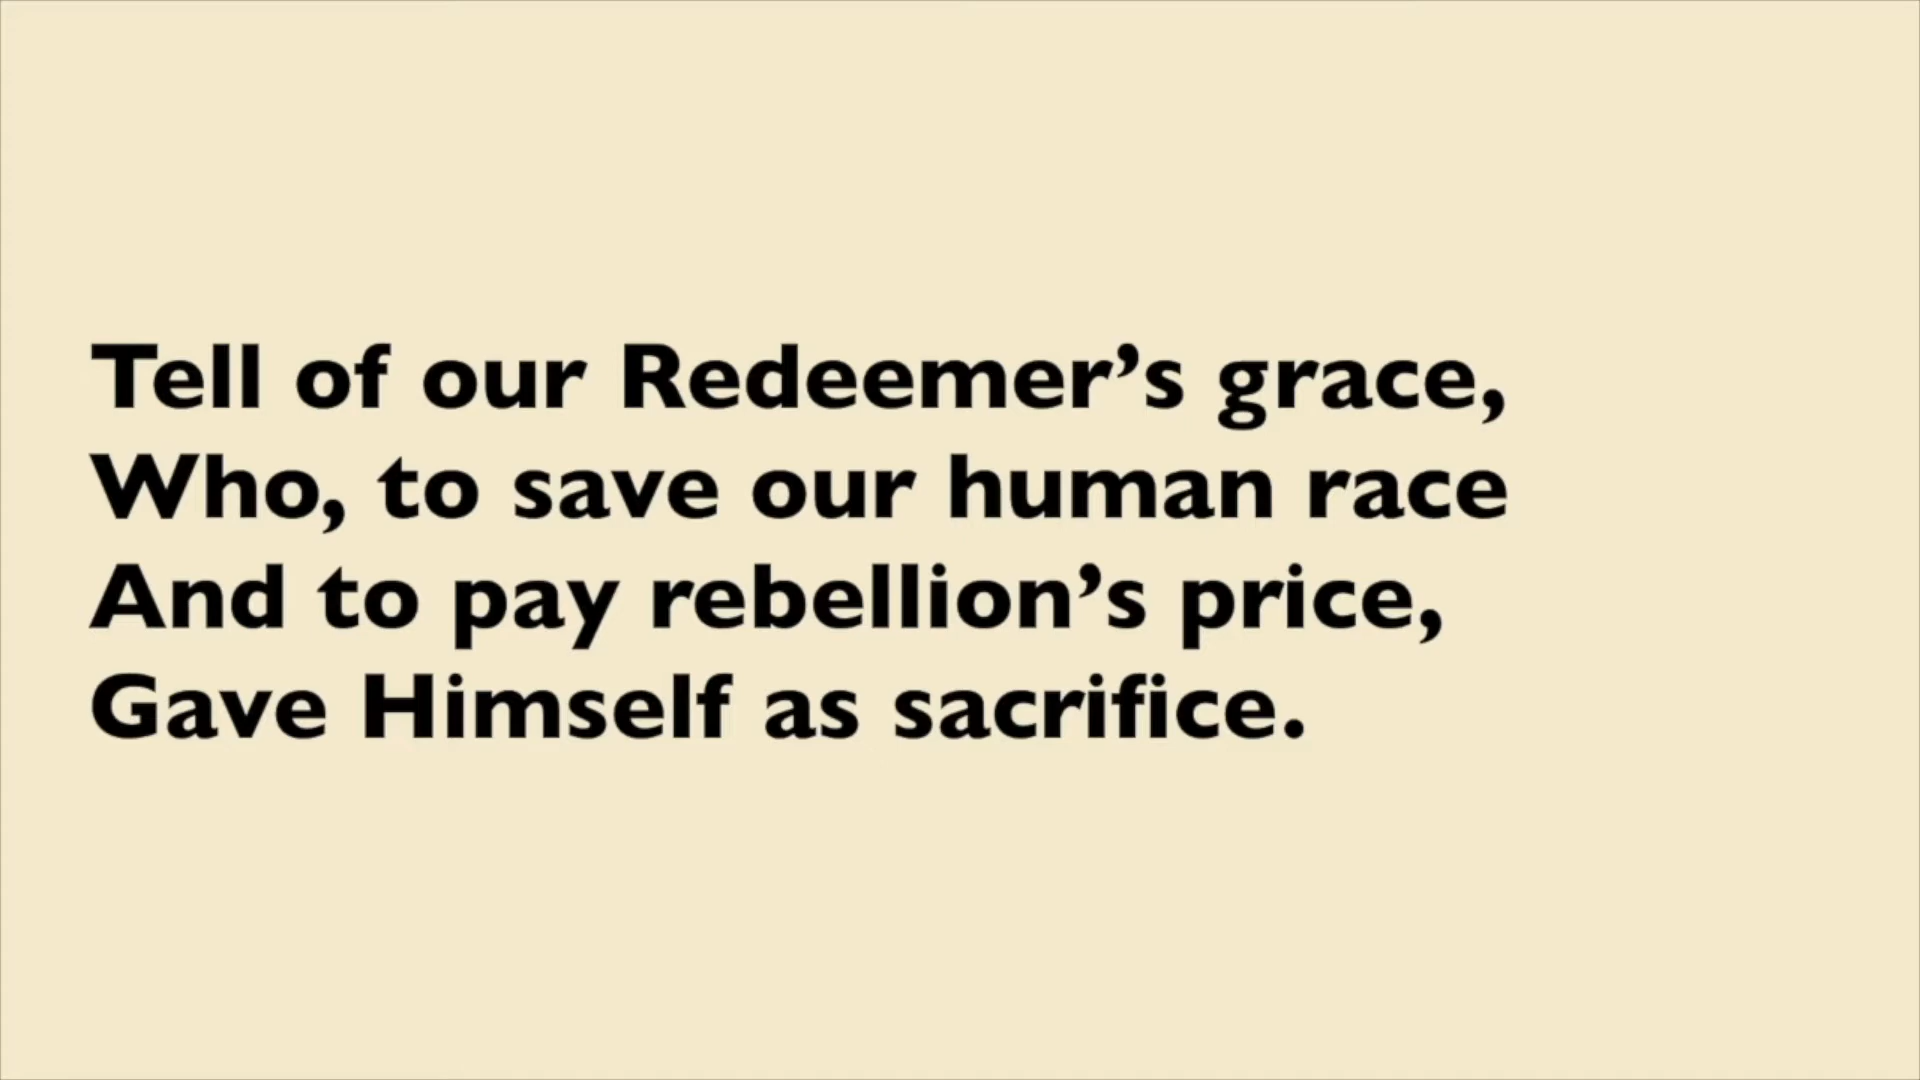 Tell of our Redeemer’s grace,
Who, to save our human race
And to pay rebellion’s price,
Gave Himself as sacrifice.